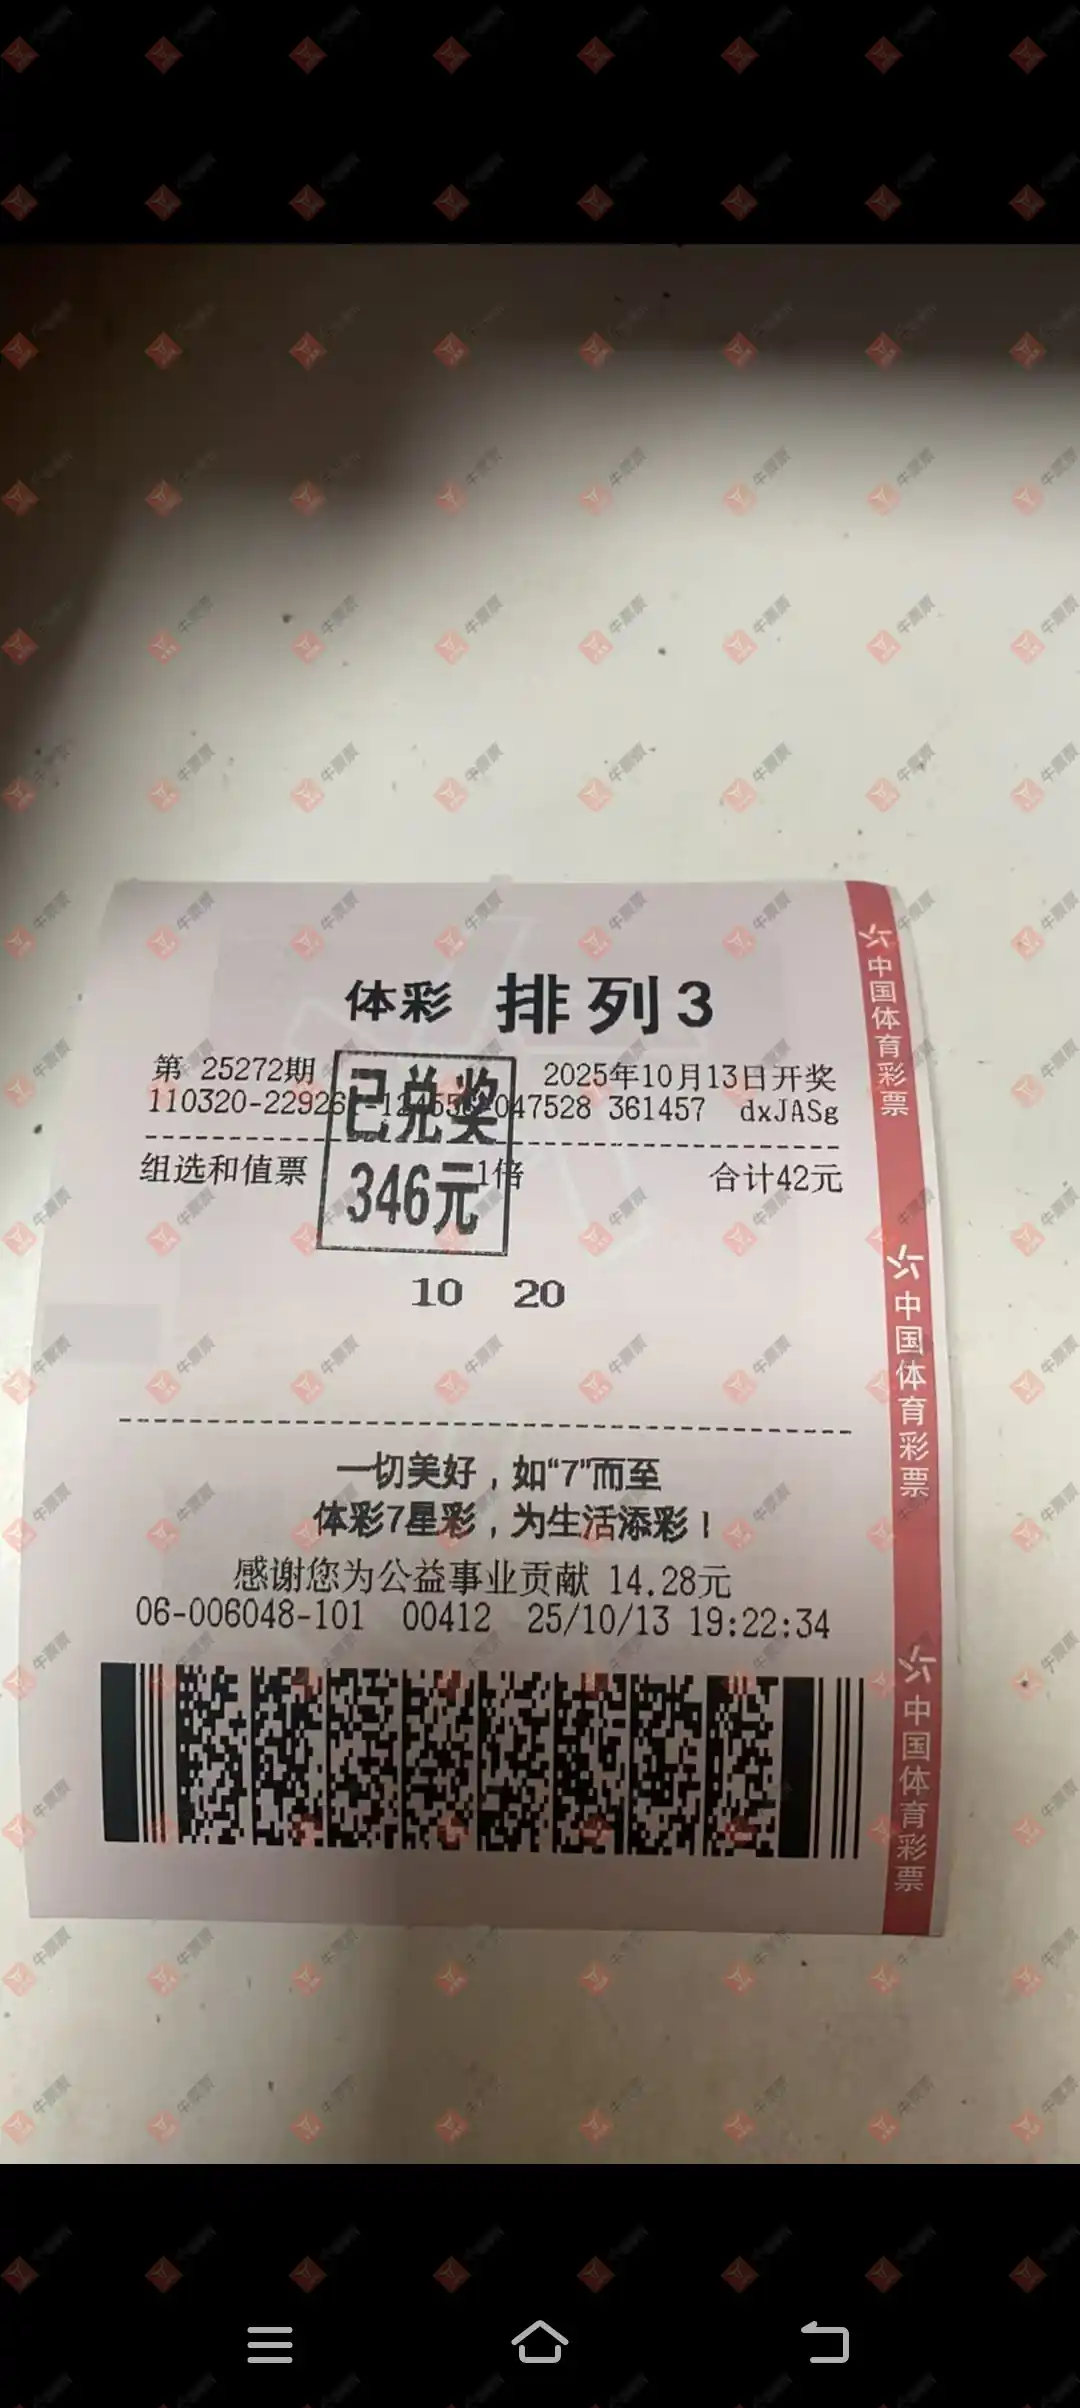 体彩 排列3
第 25272期
2025年10月13日开奖
110320-22926
047528 361457 dxJASg
已兑奖
346元
组选和值票
1倍
合计42元
10 20
一切美好，如“7”而至
体彩7星彩，为生活添彩！
感谢您为公益事业贡献 14.28元
06-006048-101 00412 25/10/13 19:22:34
中国体育彩票
中国体育彩票
中国体育彩票
牛票票